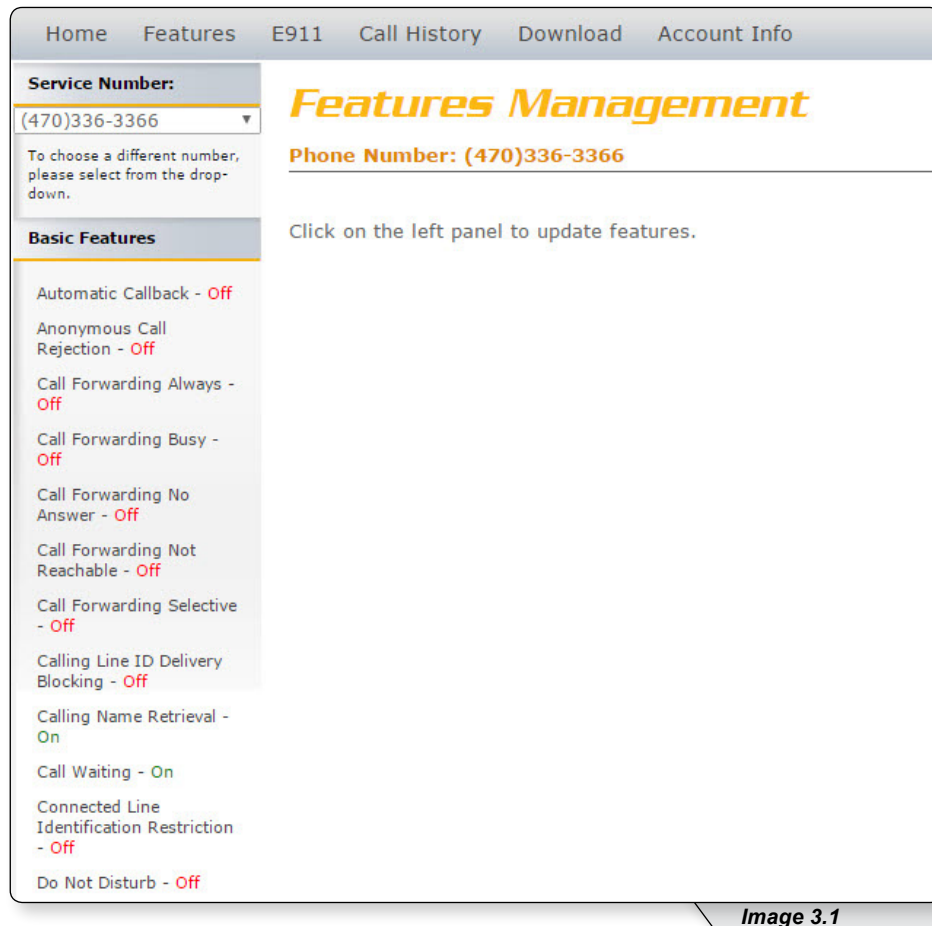 Home Features E911 Call History Download Account Info
Service Number:
(470)336-3366
To choose a different number,
please select from the drop-
down.
Basic Features
Automatic Callback - Off
Anonymous Call
Rejection - Off
Call Forwarding Always -
Off
Call Forwarding Busy -
Off
Call Forwarding No
Answer - Off
Call Forwarding Not
Reachable - Off
Call Forwarding Selective
- Off
Calling Line ID Delivery
Blocking - Off
Calling Name Retrieval -
On
Call Waiting - On
Connected Line
Identification Restriction
- Off
Do Not Disturb - Off
Features Management
Phone Number: (470)336-3366
Click on the left panel to update features.
Image 3.1